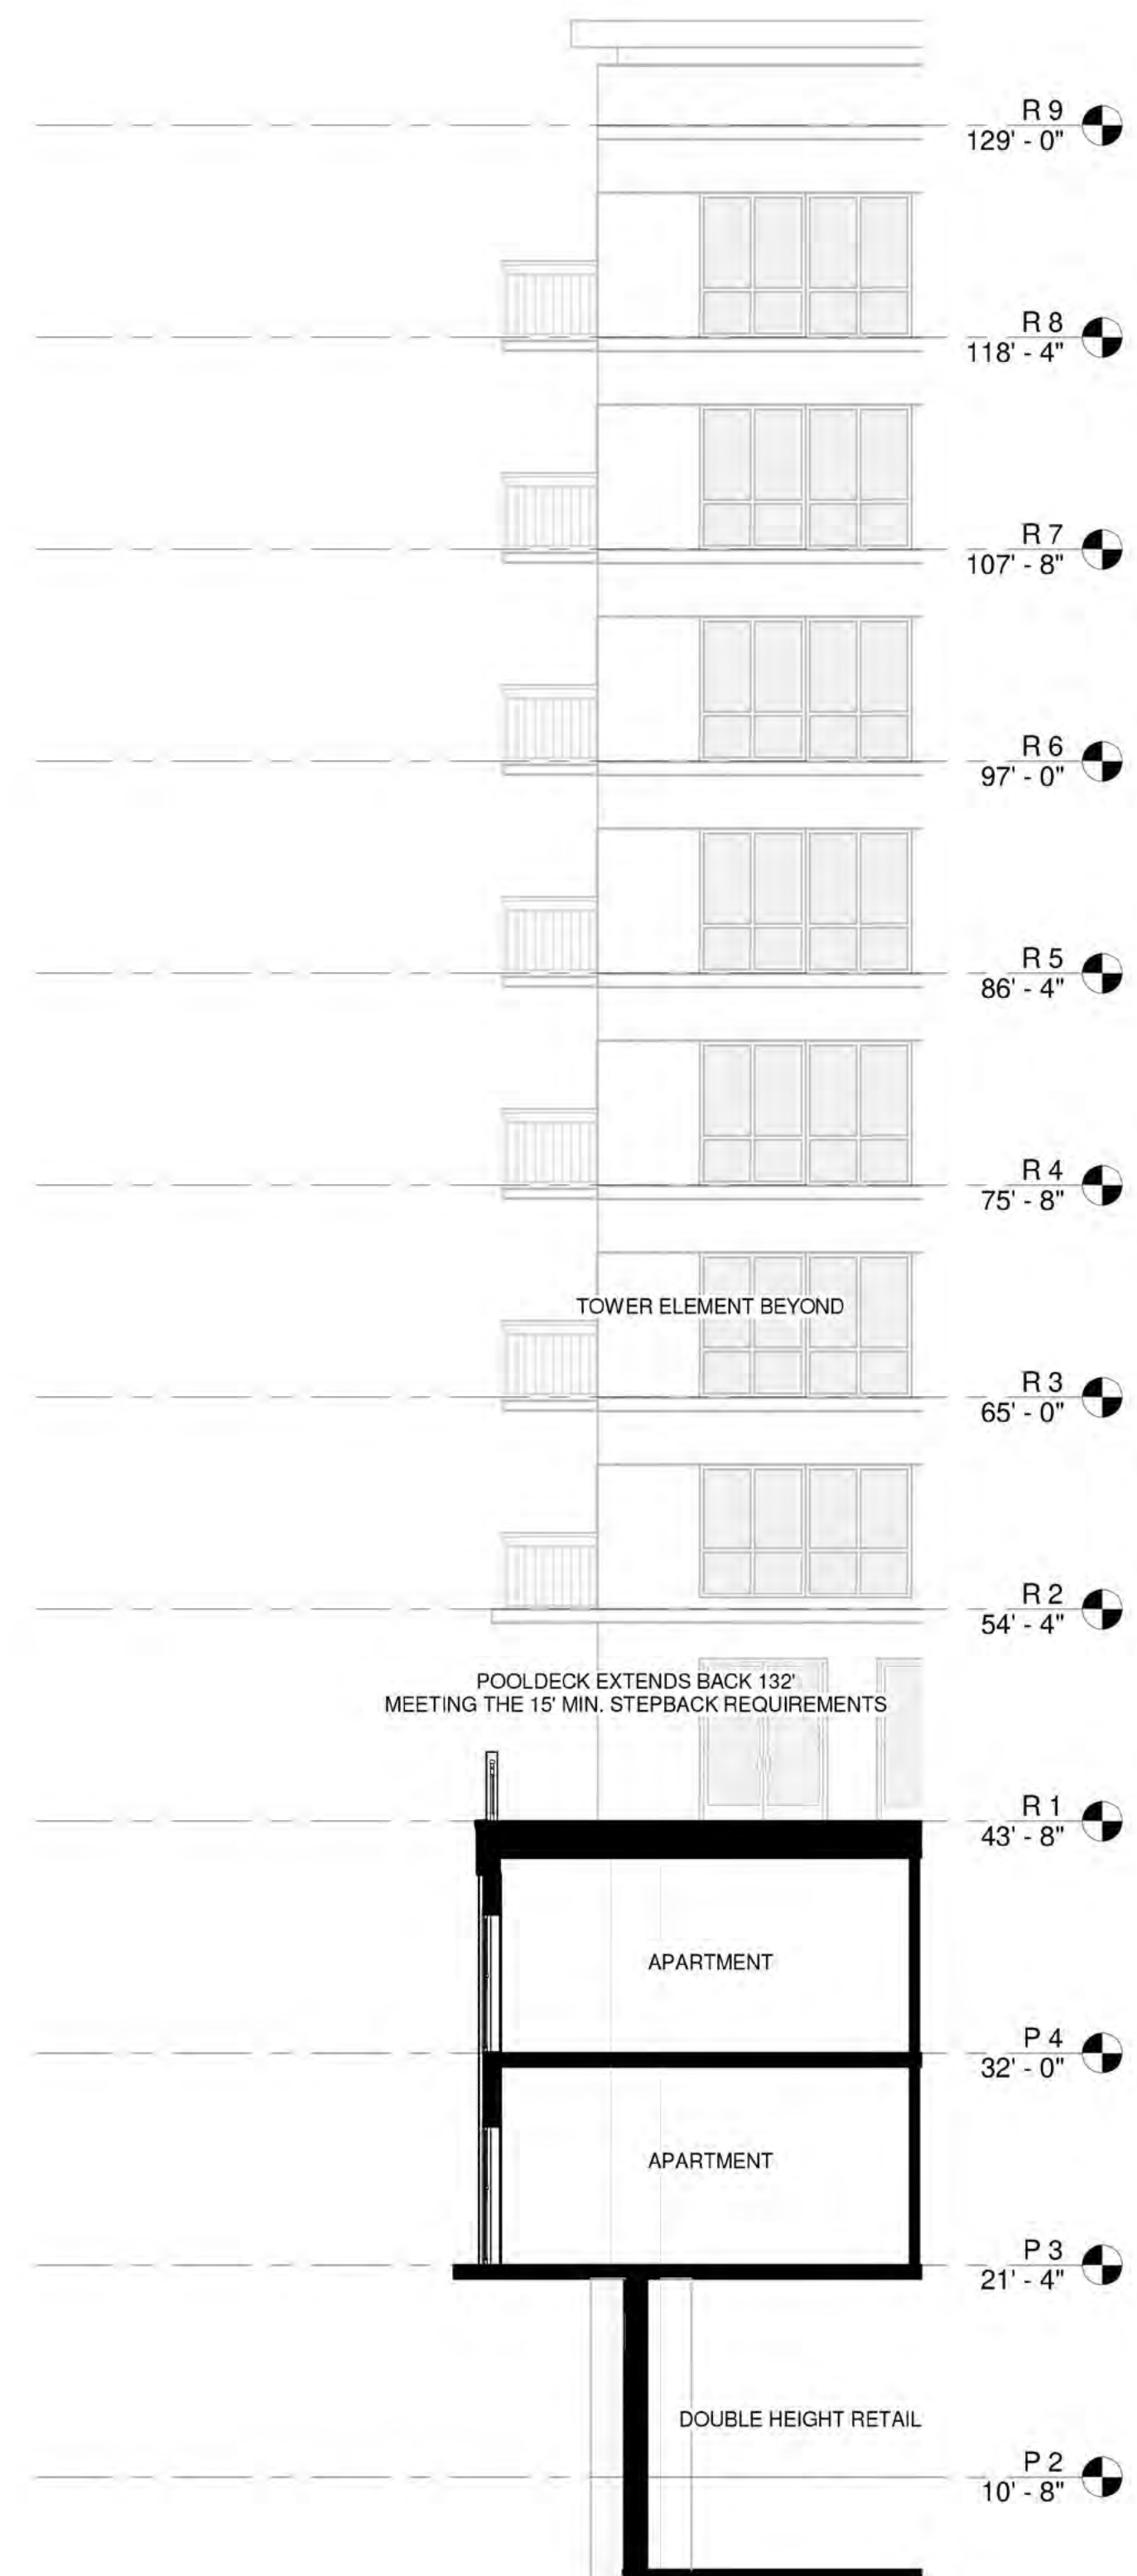 R 9
129' - 0"
R 8
118' - 4"
R 7
107' - 8"
R 6
97' - 0"
R 5
86' - 4"
R 4
75' - 8"
TOWER ELEMENT BEYOND
R 3
65' - 0"
R 2
54' - 4"
POOLDECK EXTENDS BACK 132'
MEETING THE 15' MIN. STEPBACK REQUIREMENTS
R 1
43' - 8"
APARTMENT
P 4
32' - 0"
APARTMENT
P 3
21' - 4"
DOUBLE HEIGHT RETAIL
P 2
10' - 8"